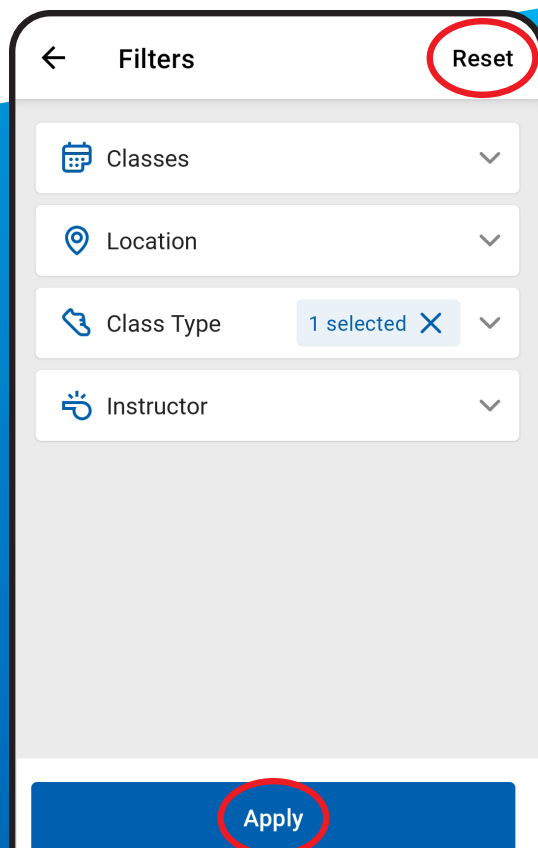 Filters
Reset
Classes
Location
Class Type 1 selected
Instructor
Apply